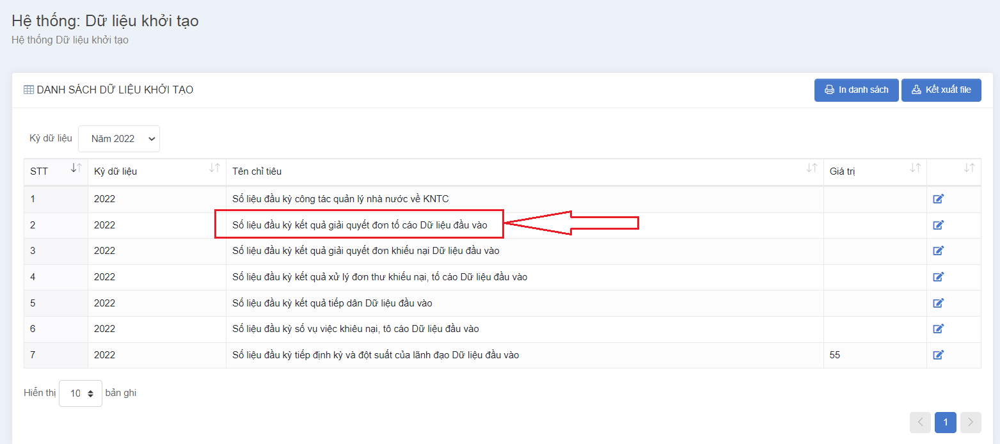 Hệ thống: Dữ liệu khởi tạo
Hệ thống Dữ liệu khởi tạo
DANH SÁCH DỮ LIỆU KHỞI TẠO
In danh sách
Kết xuất file
Kỳ dữ liệu Năm 2022
STT Kỳ dữ liệu Tên chỉ tiêu Giá trị
1 2022 Số liệu đầu kỳ công tác quản lý nhà nước về KNTC
2 2022 Số liệu đầu kỳ kết quả giải quyết đơn tố cáo Dữ liệu đầu vào
3 2022 Số liệu đầu kỳ kết quả giải quyết đơn khiếu nại Dữ liệu đầu vào
4 2022 Số liệu đầu kỳ kết quả xử lý đơn thư khiếu nại, tố cáo Dữ liệu đầu vào
5 2022 Số liệu đầu kỳ kết quả tiếp dân Dữ liệu đầu vào
6 2022 Số liệu đầu kỳ số vụ việc khiêu nại, tô cáo Dữ liệu đầu vào
7 2022 Số liệu đầu kỳ tiếp định kỳ và đột suất của lãnh đạo Dữ liệu đầu vào 55
Hiển thị 10 bản ghi
1